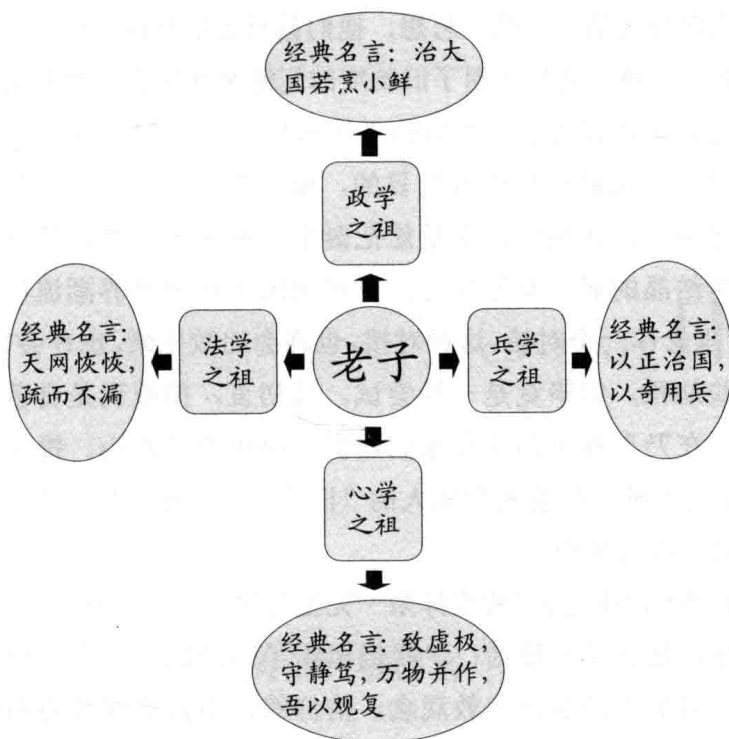 经典名言：治大
国若烹小鲜
政学
之祖
经典名言：
天网恢恢，
疏而不漏
法学
之祖
老子
兵学
之祖
经典名言：
以正治国，
以奇用兵
心学
之祖
经典名言：致虚极，
守静笃，万物并作，
吾以观复